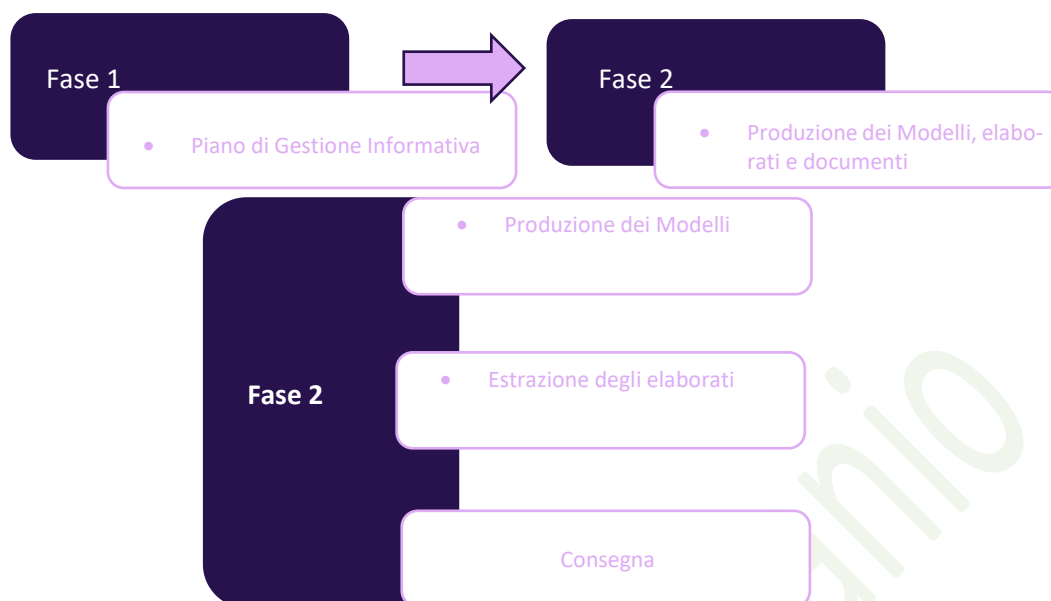 Fase 1
• Piano di Gestione Informativa
Fase 2
• Produzione dei Modelli, elabo-
rati e documenti
Fase 2
• Produzione dei Modelli
• Estrazione degli elaborati
Consegna